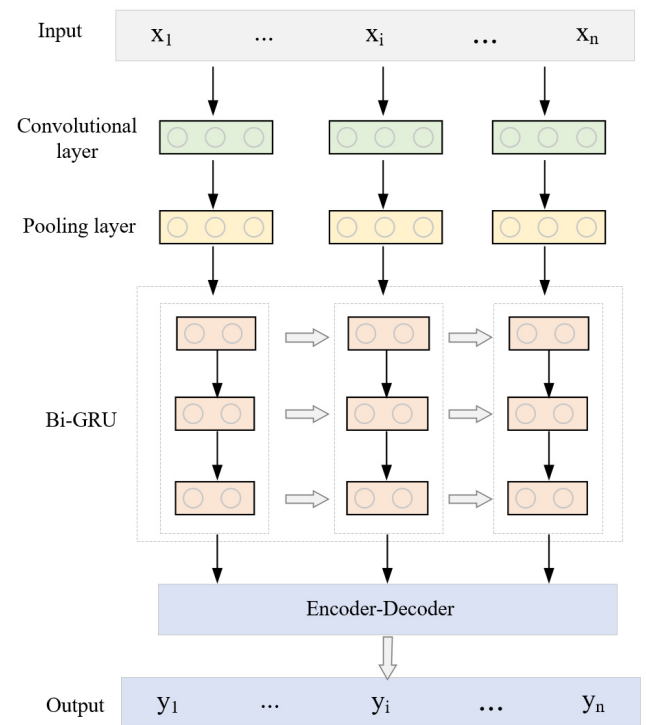 Input x₁ ... xᵢ ... xₙ
Convolutional
layer
Pooling layer
Bi-GRU
Encoder-Decoder
Output y₁ ... yᵢ ... yₙ